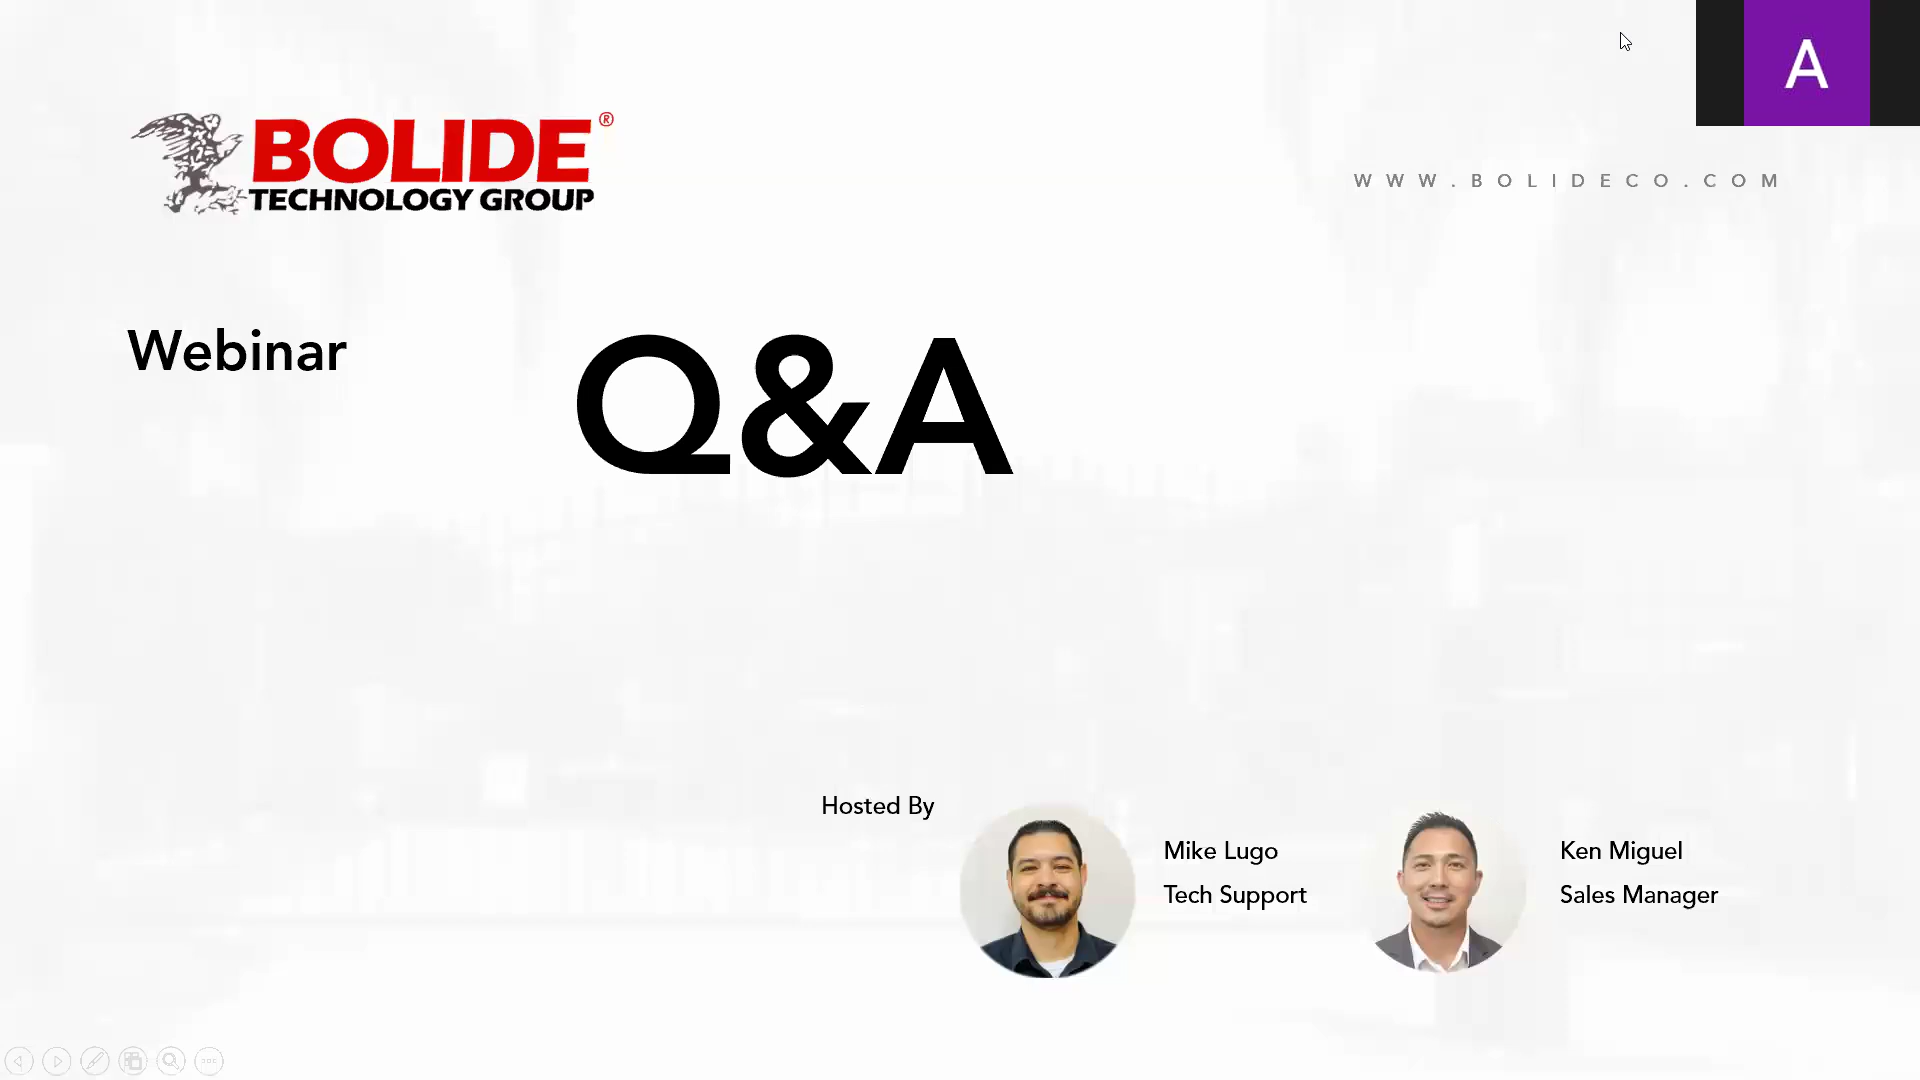 A
BOLIDE®
TECHNOLOGY GROUP
WWW.BOLIDECO.COM
Webinar
Q&A
Hosted By
Mike Lugo
Tech Support
Ken Miguel
Sales Manager